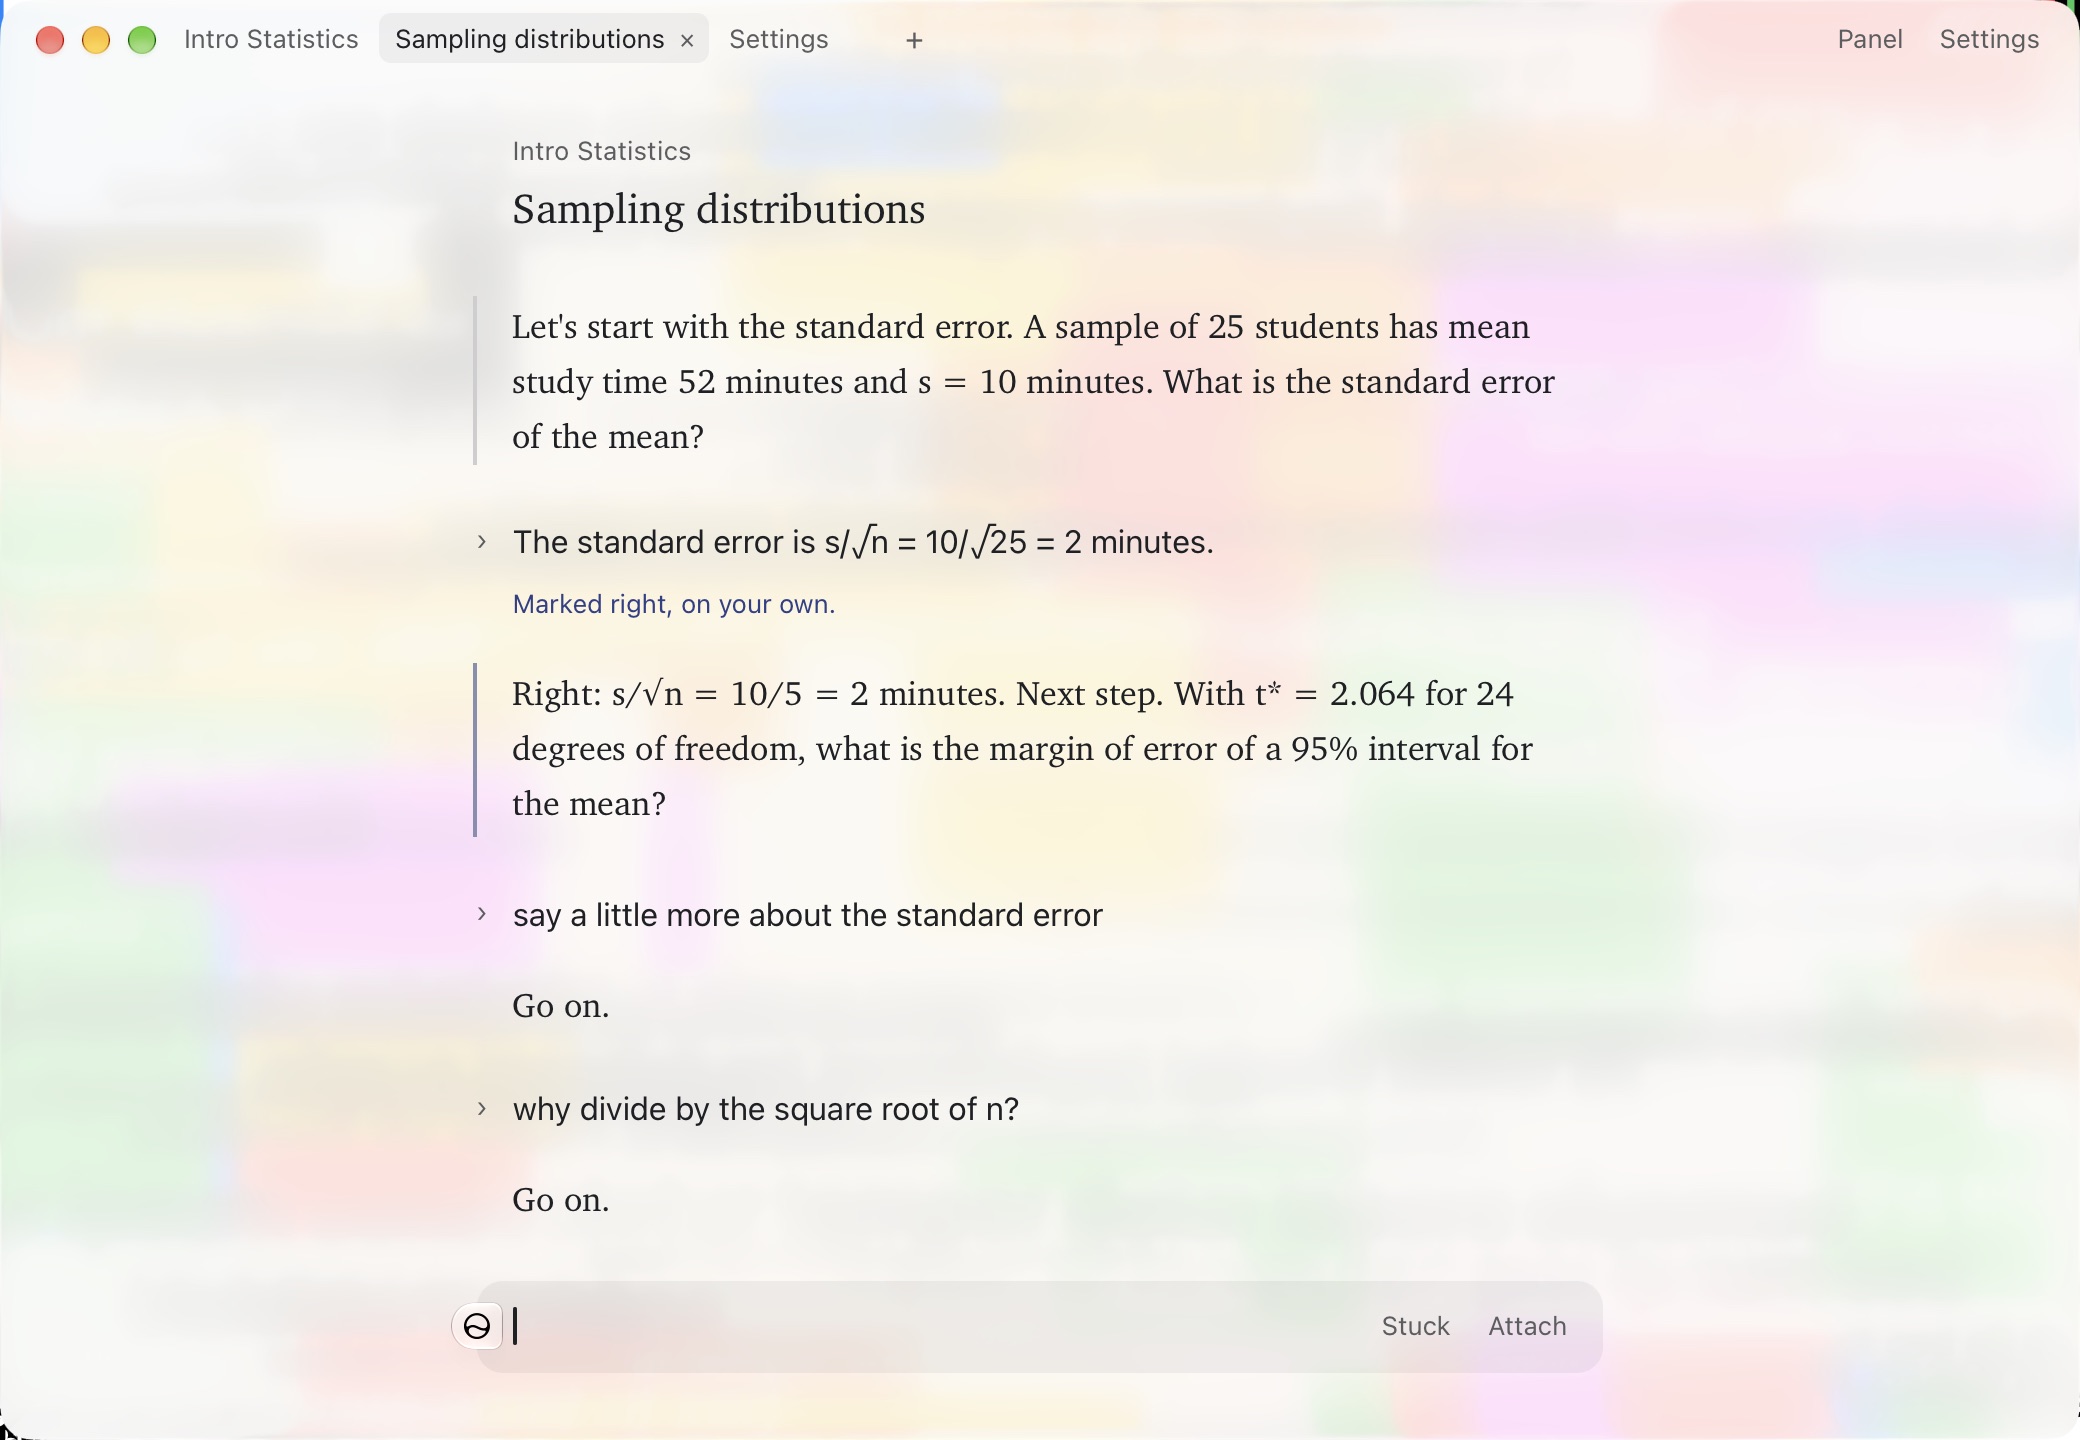 Intro Statistics Sampling distributions × Settings + Panel Settings
Intro Statistics
Sampling distributions
Let's start with the standard error. A sample of 25 students has mean
study time 52 minutes and s = 10 minutes. What is the standard error
of the mean?
› The standard error is s/√n = 10/√25 = 2 minutes.
Marked right, on your own.
Right: s/√n = 10/5 = 2 minutes. Next step. With t* = 2.064 for 24
degrees of freedom, what is the margin of error of a 95% interval for
the mean?
› say a little more about the standard error
Go on.
› why divide by the square root of n?
Go on.
Stuck Attach